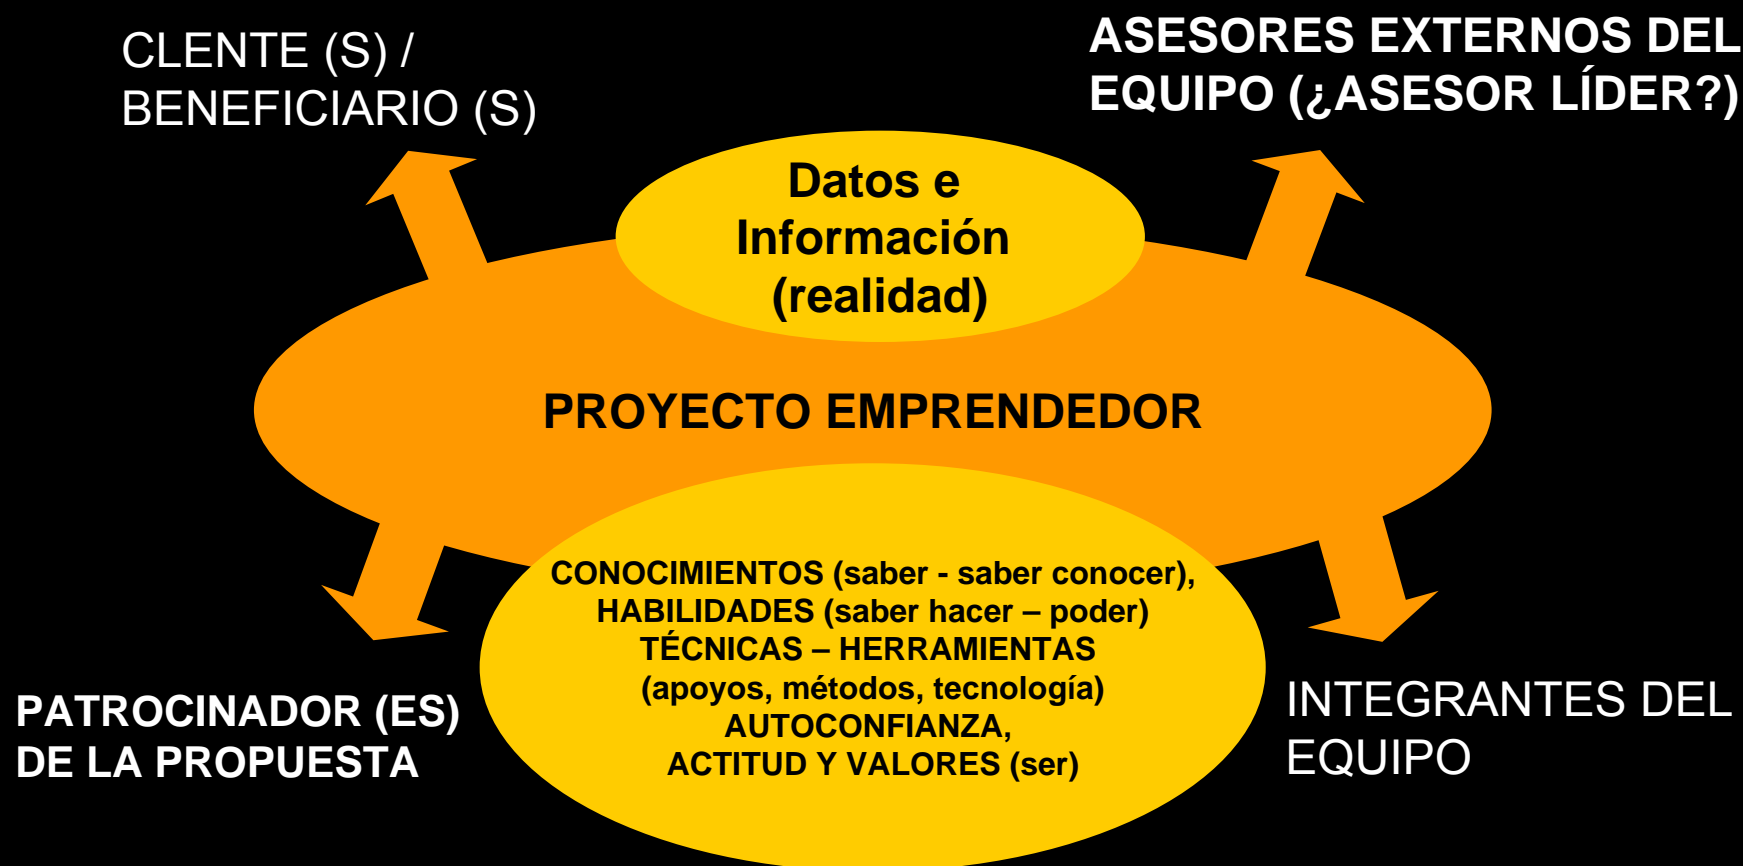 CLENTE (S) /
BENEFICIARIO (S)
ASESORES EXTERNOS DEL
EQUIPO (¿ASESOR LÍDER?)
Datos e
Información
(realidad)
PROYECTO EMPRENDEDOR
CONOCIMIENTOS (saber - saber conocer),
HABILIDADES (saber hacer – poder)
TÉCNICAS – HERRAMIENTAS
(apoyos, métodos, tecnología)
AUTOCONFIANZA,
ACTITUD Y VALORES (ser)
PATROCINADOR (ES)
DE LA PROPUESTA
INTEGRANTES DEL
EQUIPO